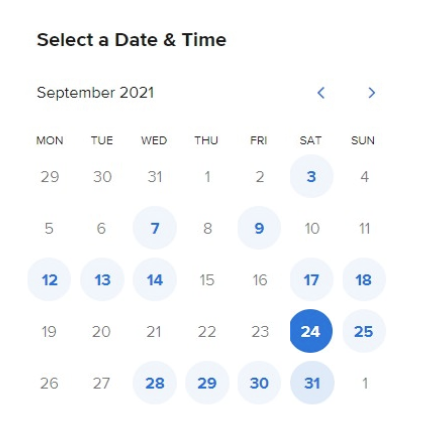 Select a Date & Time
September 2021 < >
MON TUE WED THU FRI SAT SUN
29 30 31 1 2 3 4
5 6 7 8 9 10 11
12 13 14 15 16 17 18
19 20 21 22 23 24 25
26 27 28 29 30 31 1